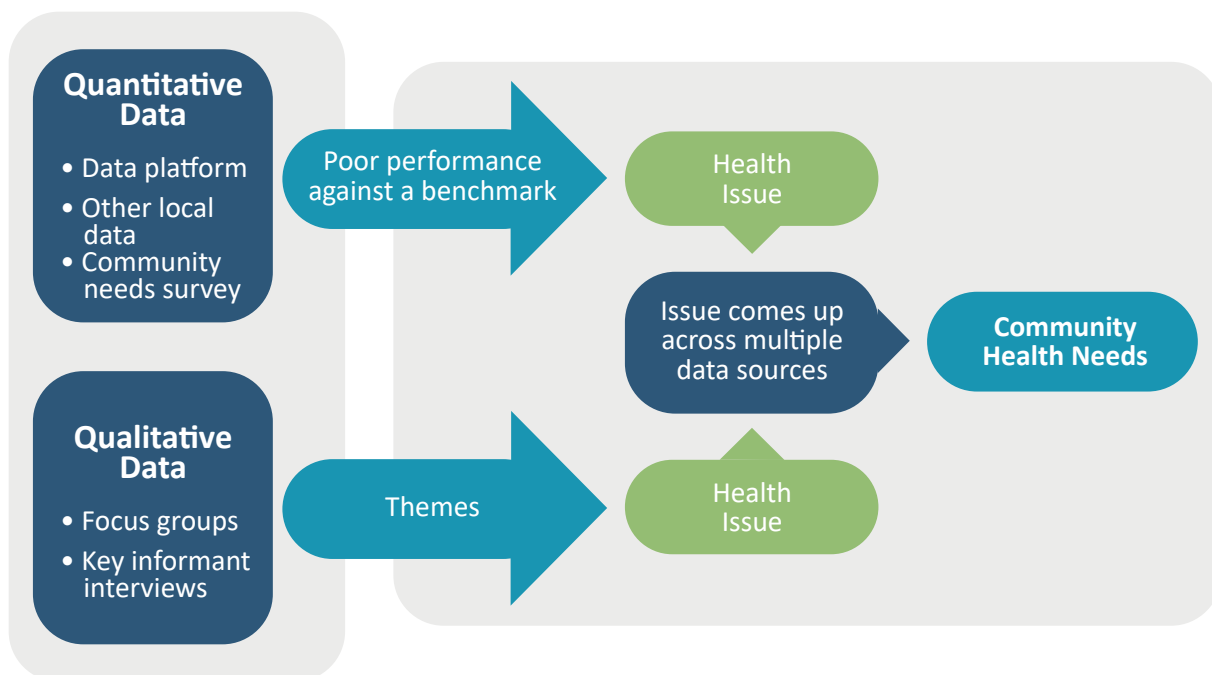 Quantitative
Data
• Data platform
• Other local
data
• Community
needs survey
Poor performance
against a benchmark
Health
Issue
Issue comes up
across multiple
data sources
Community
Health Needs
Qualitative
Data
• Focus groups
• Key informant
interviews
Themes
Health
Issue